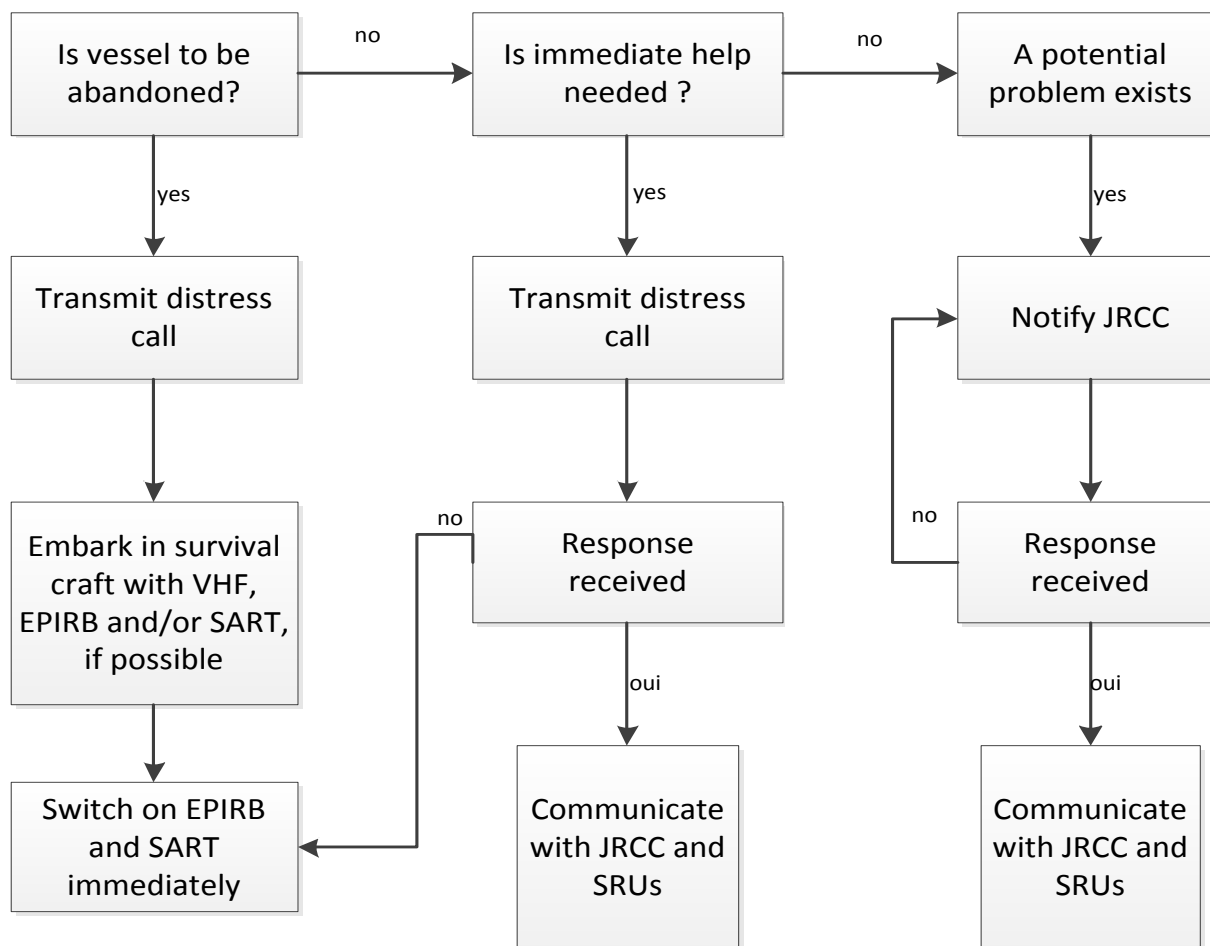 Is vessel to be
abandoned?
no
Is immediate help
needed ?
no
A potential
problem exists
yes
yes
yes
Transmit distress
call
Transmit distress
call
Notify JRCC
Embark in survival
craft with VHF,
EPIRB and/or SART,
if possible
no
Response
received
no
Response
received
oui
oui
Switch on EPIRB
and SART
immediately
Communicate
with JRCC and
SRUs
Communicate
with JRCC and
SRUs